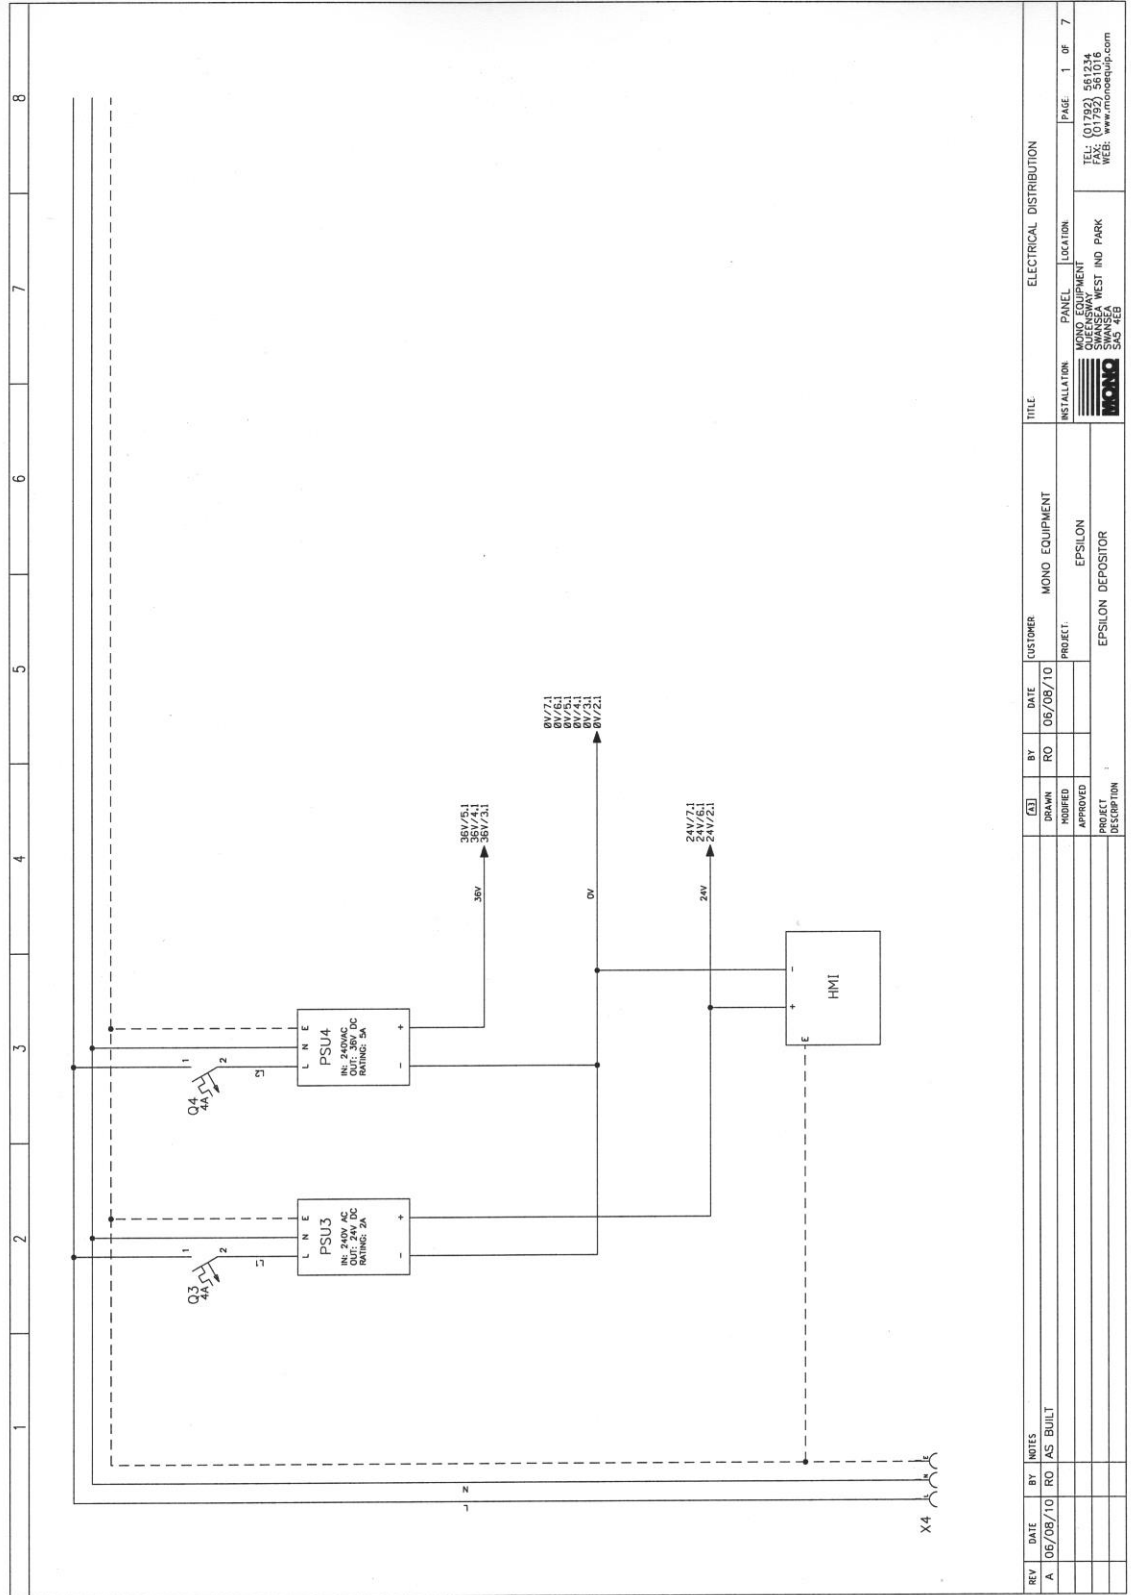 1 2 3 4 5 6 7 8
L
N
X4
L N E
Q3
4A
1
2
L1
L N E
PSU3
IN: 240V AC
OUT: 24V DC
RATING: 2A
- +
Q4
4A
1
2
L2
L N E
PSU4
IN: 240VAC
OUT: 36V DC
RATING: 5A
- +
36V
36V/5.1
36V/4.1
36V/3.1
0V
0V/7.1
0V/6.1
0V/5.1
0V/4.1
0V/3.1
0V/2.1
24V
24V/7.1
24V/6.1
24V/2.1
E + -
HMI
REV DATE BY NOTES
A 06/08/10 RO AS BUILT
A3 BY DATE
DRAWN RO 06/08/10
MODIFIED
APPROVED
PROJECT
DESCRIPTION
CUSTOMER:
MONO EQUIPMENT
PROJECT:
EPSILON
EPSILON DEPOSITOR
TITLE:
ELECTRICAL DISTRIBUTION
INSTALLATION: PANEL LOCATION: PAGE: 1 OF 7
MONO
MONO EQUIPMENT
QUEENSWAY
SWANSEA WEST IND PARK
SWANSEA
SA5 4EB
TEL: (01792) 561234
FAX: (01792) 561016
WEB: www.monoequip.com